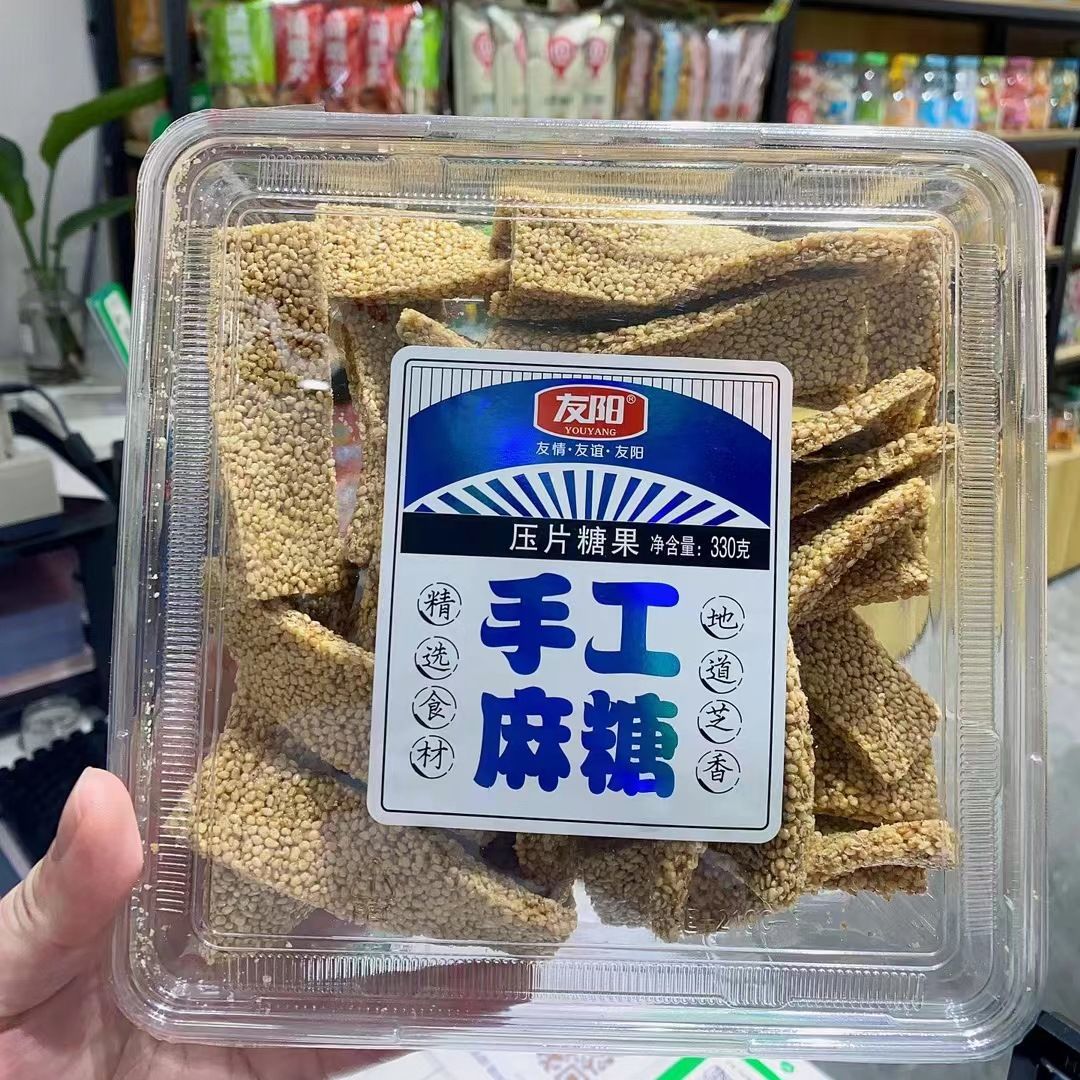 友阳®
YOUYANG
友情·友谊·友阳
压片糖果 净含量: 330克
精选食材
手工
麻糖
地道芝香